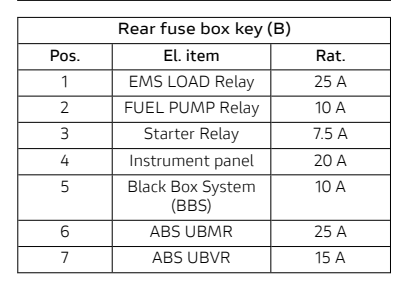 Rear fuse box key (B)
Pos. El. item Rat.
1 EMS LOAD Relay 25 A
2 FUEL PUMP Relay 10 A
3 Starter Relay 7.5 A
4 Instrument panel 20 A
5 Black Box System 10 A
(BBS)
6 ABS UBMR 25 A
7 ABS UBVR 15 A